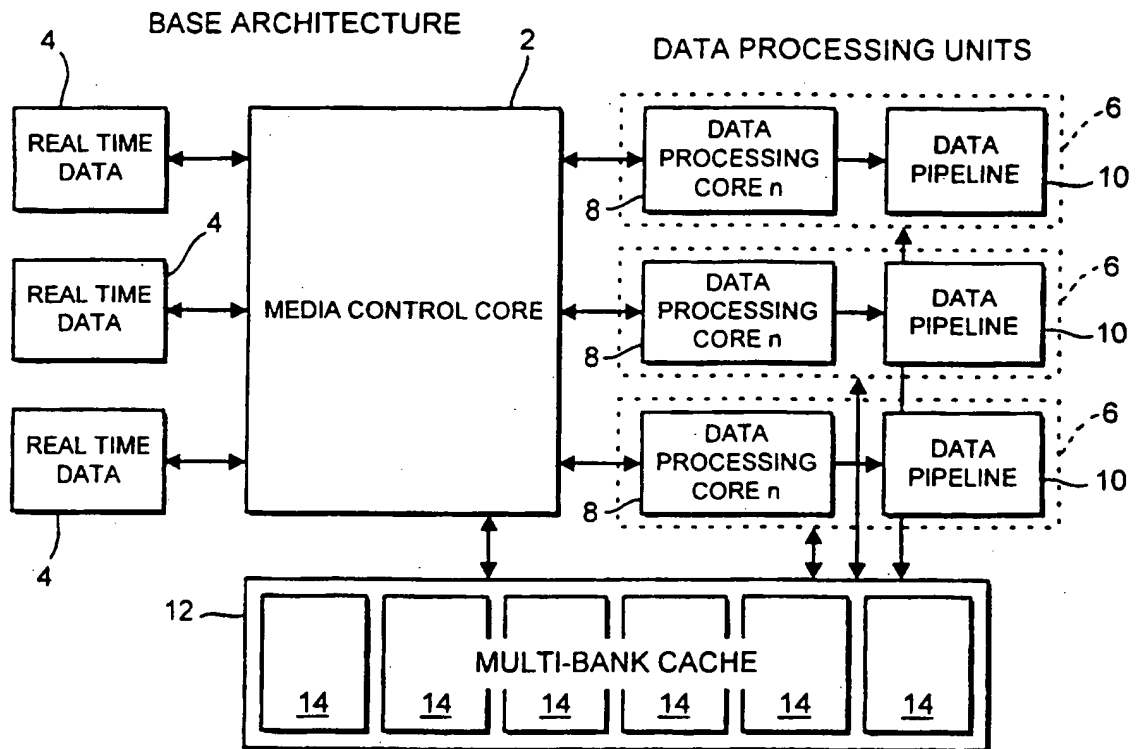 BASE ARCHITECTURE
DATA PROCESSING UNITS
4
2
REAL TIME
DATA
DATA
PROCESSING
CORE n
8
DATA
PIPELINE
6
10
4
REAL TIME
DATA
MEDIA CONTROL CORE
DATA
PROCESSING
CORE n
8
DATA
PIPELINE
6
10
REAL TIME
DATA
4
DATA
PROCESSING
CORE n
8
DATA
PIPELINE
6
10
12
MULTI-BANK CACHE
14 14 14 14 14 14